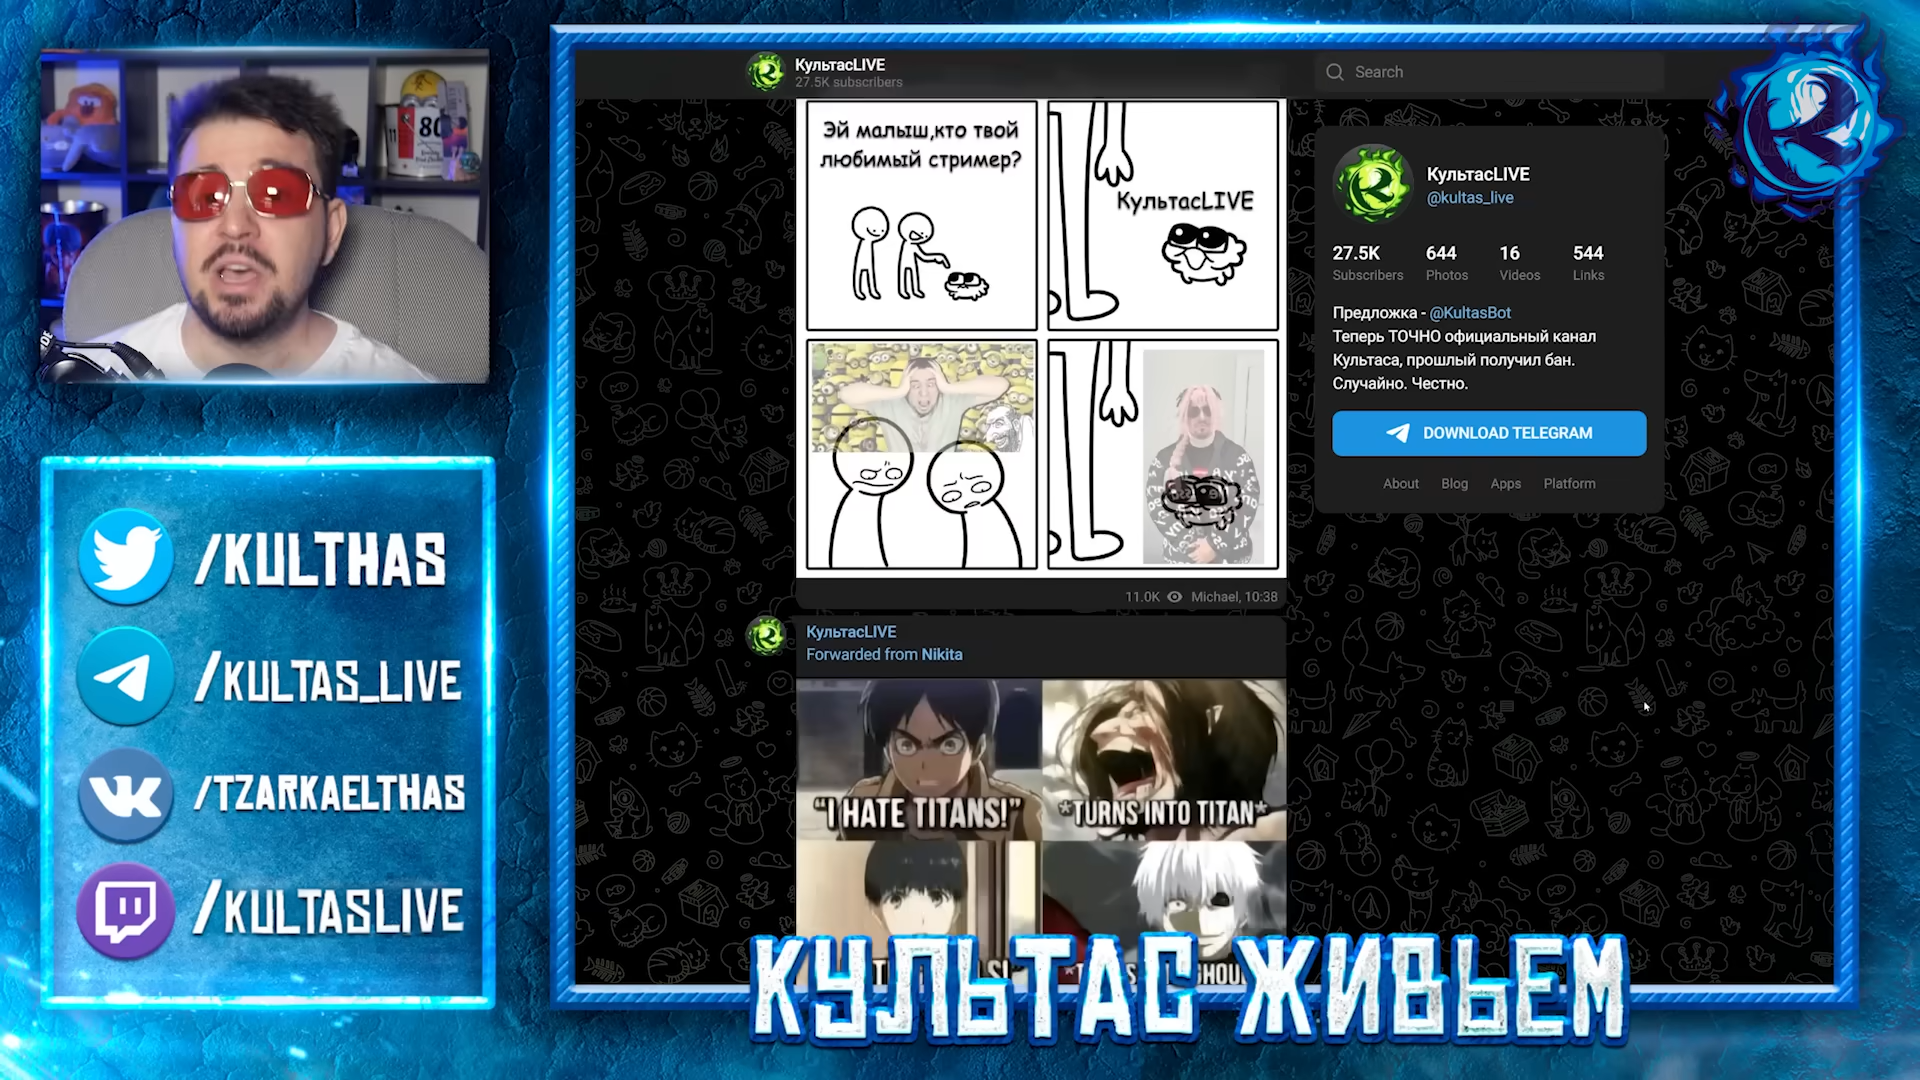 КультасLIVE
27.5K subscribers
Search
Эй малыш,кто твой
любимый стример?
КультасLIVE
КультасLIVE
@kultas_live
27.5K
644
16
544
Subscribers
Photos
Videos
Links
Предложка - @KultasBot
Теперь ТОЧНО официальный канал
Культаса, прошлый получил бан.
Случайно. Честно.
DOWNLOAD TELEGRAM
About
Blog
Apps
Platform
11.0K
Michael, 10:38
КультасLIVE
Forwarded from Nikita
"I HATE TITANS!"
*TURNS INTO TITAN*
/KULTHAS
/KULTAS_LIVE
/TZARKAELTHAS
/KULTASLIVE
КУЛЬТАС ЖИВЬЕМ
80